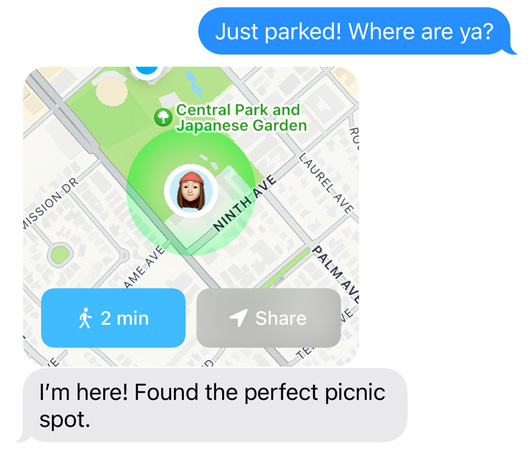 Just parked! Where are ya?
Central Park and
Japanese Garden
MISSION DR
LAUREL AVE
NINTH AVE
PALM AVE
AME AVE
2 min
Share
I’m here! Found the perfect picnic
spot.